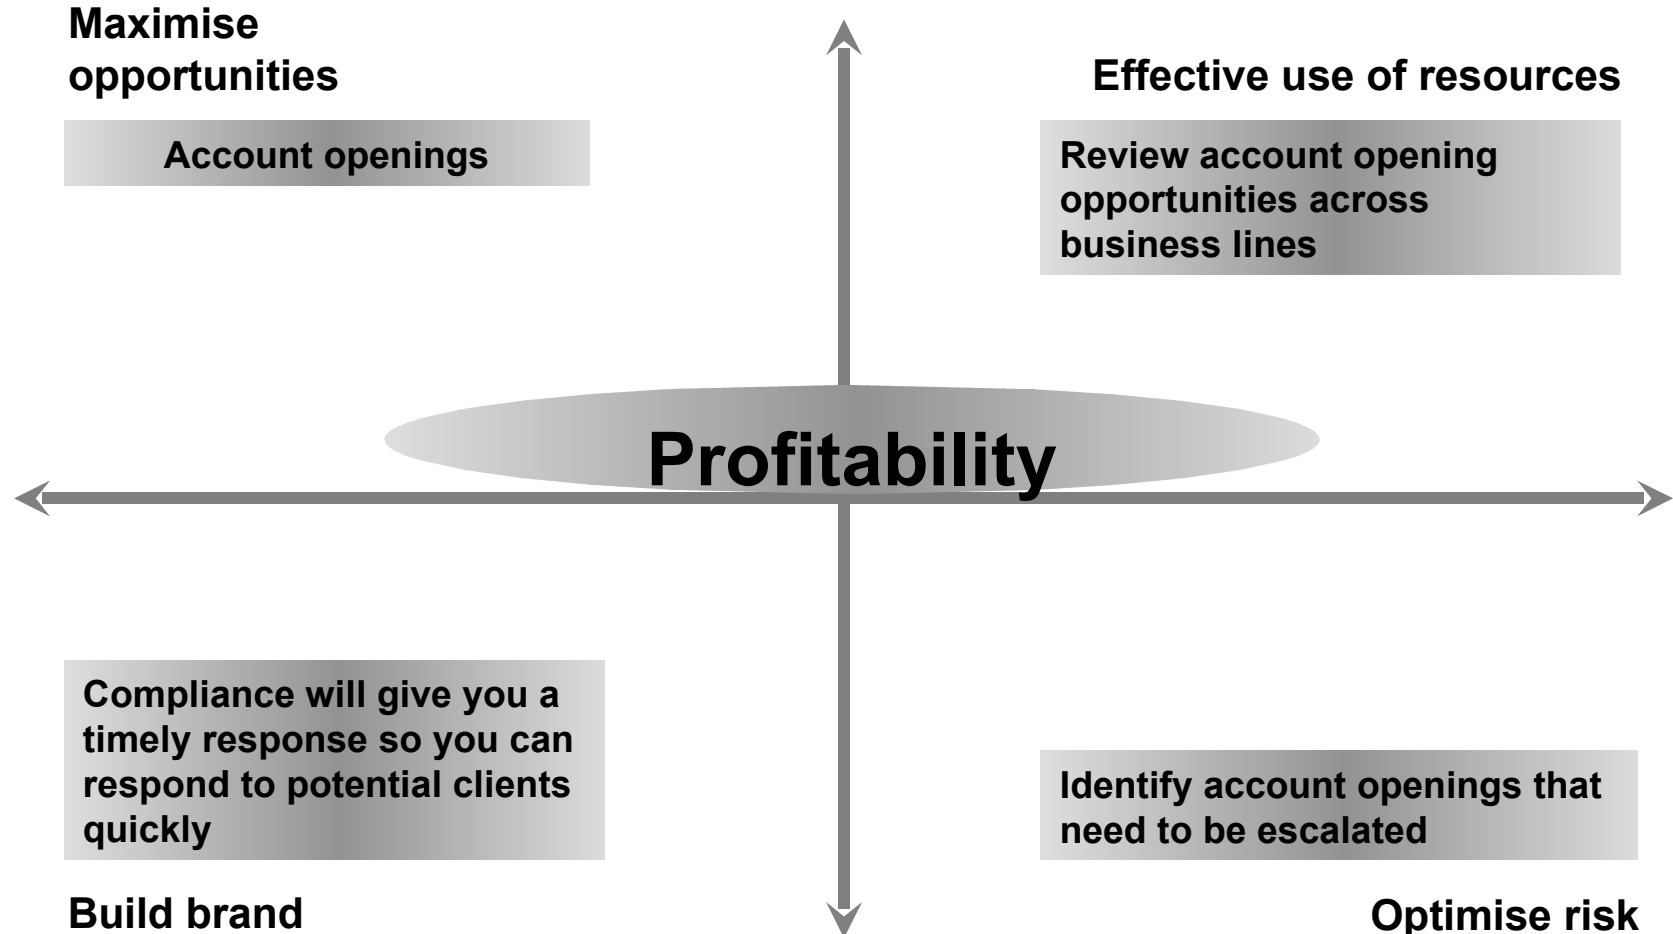 Maximise
opportunities
Effective use of resources
Account openings
Review account opening
opportunities across
business lines
Profitability
Compliance will give you a
timely response so you can
respond to potential clients
quickly
Identify account openings that
need to be escalated
Build brand
Optimise risk